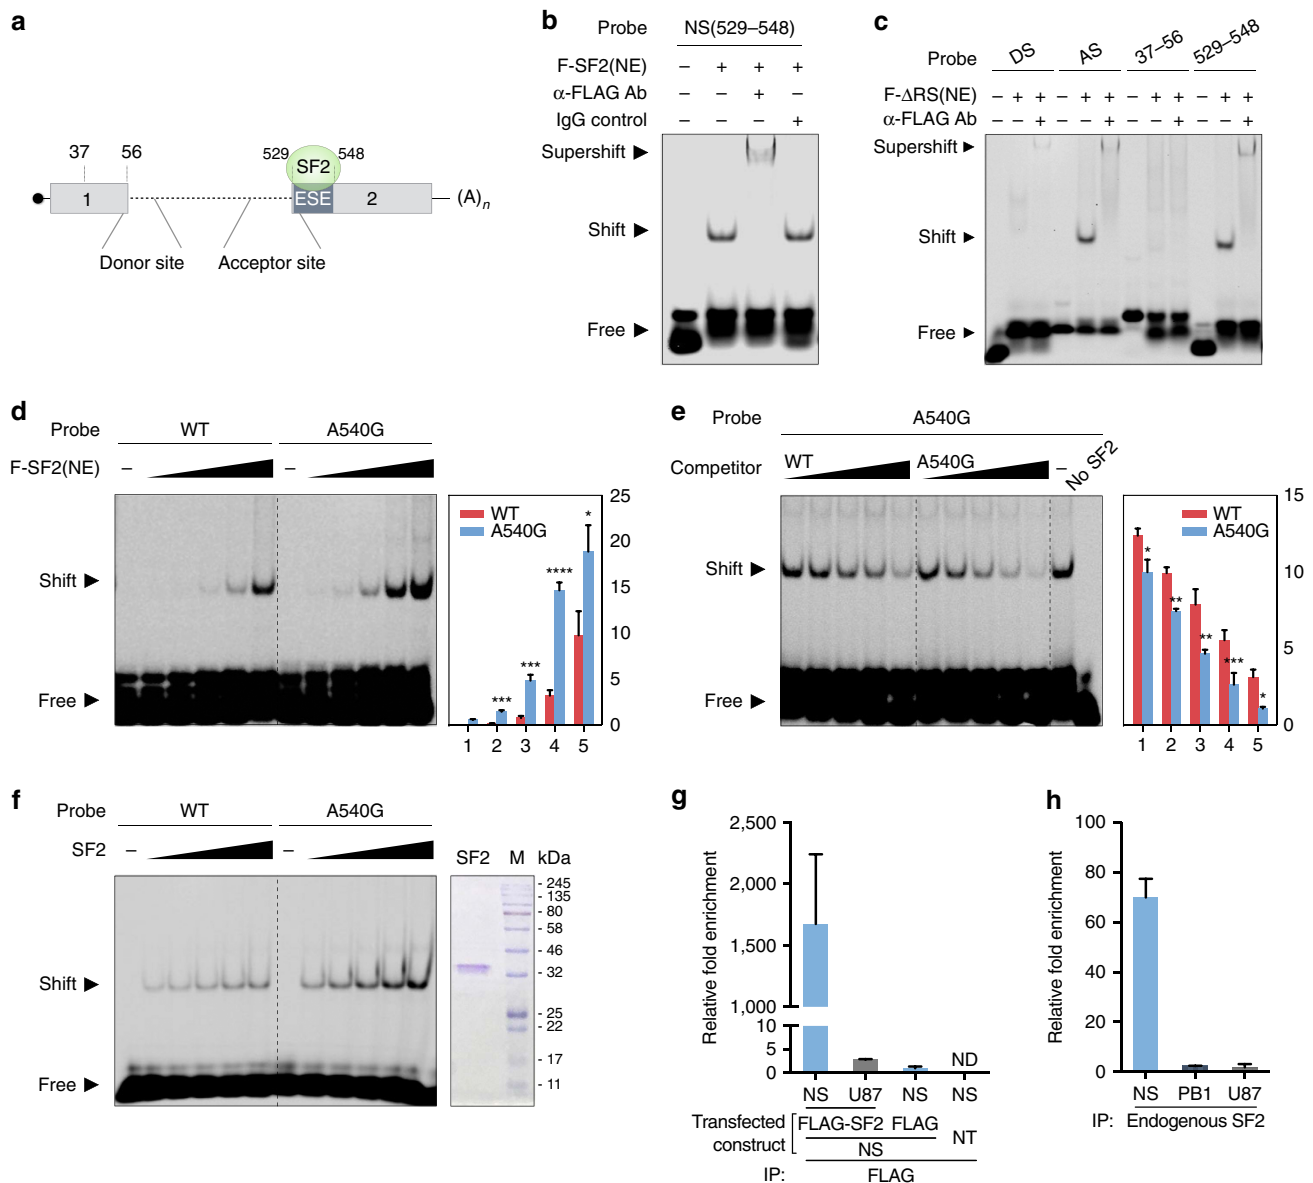 a
37
56
529
548
SF2
1
ESE
2
(A)n
Donor site
Acceptor site
b
Probe
NS(529–548)
F-SF2(NE)
– + + +
α-FLAG Ab
– – + –
IgG control
– – – +
Supershift
Shift
Free
c
Probe
DS
AS
37–56
529–548
F-ΔRS(NE)
– + + – + + – + + – + +
α-FLAG Ab
– – + – – + – – + – – +
Supershift
Shift
Free
d
Probe
WT
A540G
F-SF2(NE)
–
–
Shift
Free
WT
A540G
***
***
****
*
25
20
15
10
5
0
1 2 3 4 5
e
Probe
A540G
Competitor
WT
A540G
–
No SF2
Shift
Free
WT
A540G
*
**
**
***
*
15
10
5
0
1 2 3 4 5
f
Probe
WT
A540G
SF2
–
–
Shift
Free
SF2 M kDa
- 245
- 135
- 80
- 58
- 46
- 32
- 25
- 22
- 17
- 11
g
Relative fold enrichment
2,500
2,000
1,500
1,000
10
5
0
ND
NS U87 NS NS
Transfected construct
FLAG-SF2 FLAG
NT
NS
IP:
FLAG
h
Relative fold enrichment
100
80
60
40
20
0
NS PB1 U87
IP: Endogenous SF2